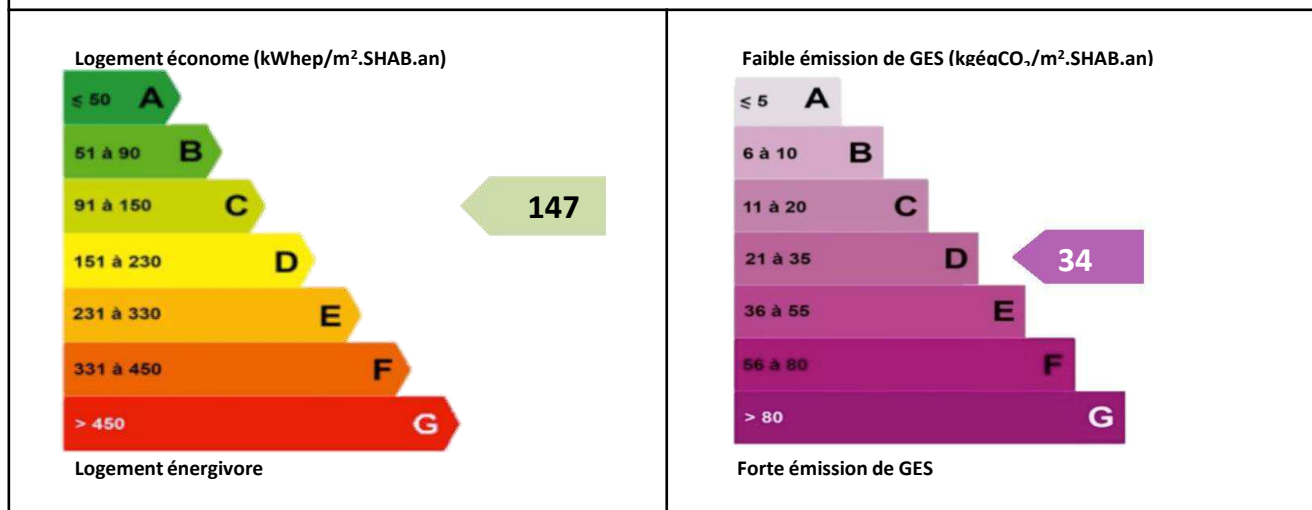 Logement économe (kWhep/m².SHAB.an)
≤ 50 A
51 à 90 B
91 à 150 C
147
151 à 230 D
231 à 330 E
331 à 450 F
> 450 G
Logement énergivore
Faible émission de GES (kgéqCO₂/m².SHAB.an)
≤ 5 A
6 à 10 B
11 à 20 C
21 à 35 D
34
36 à 55 E
56 à 80 F
> 80 G
Forte émission de GES